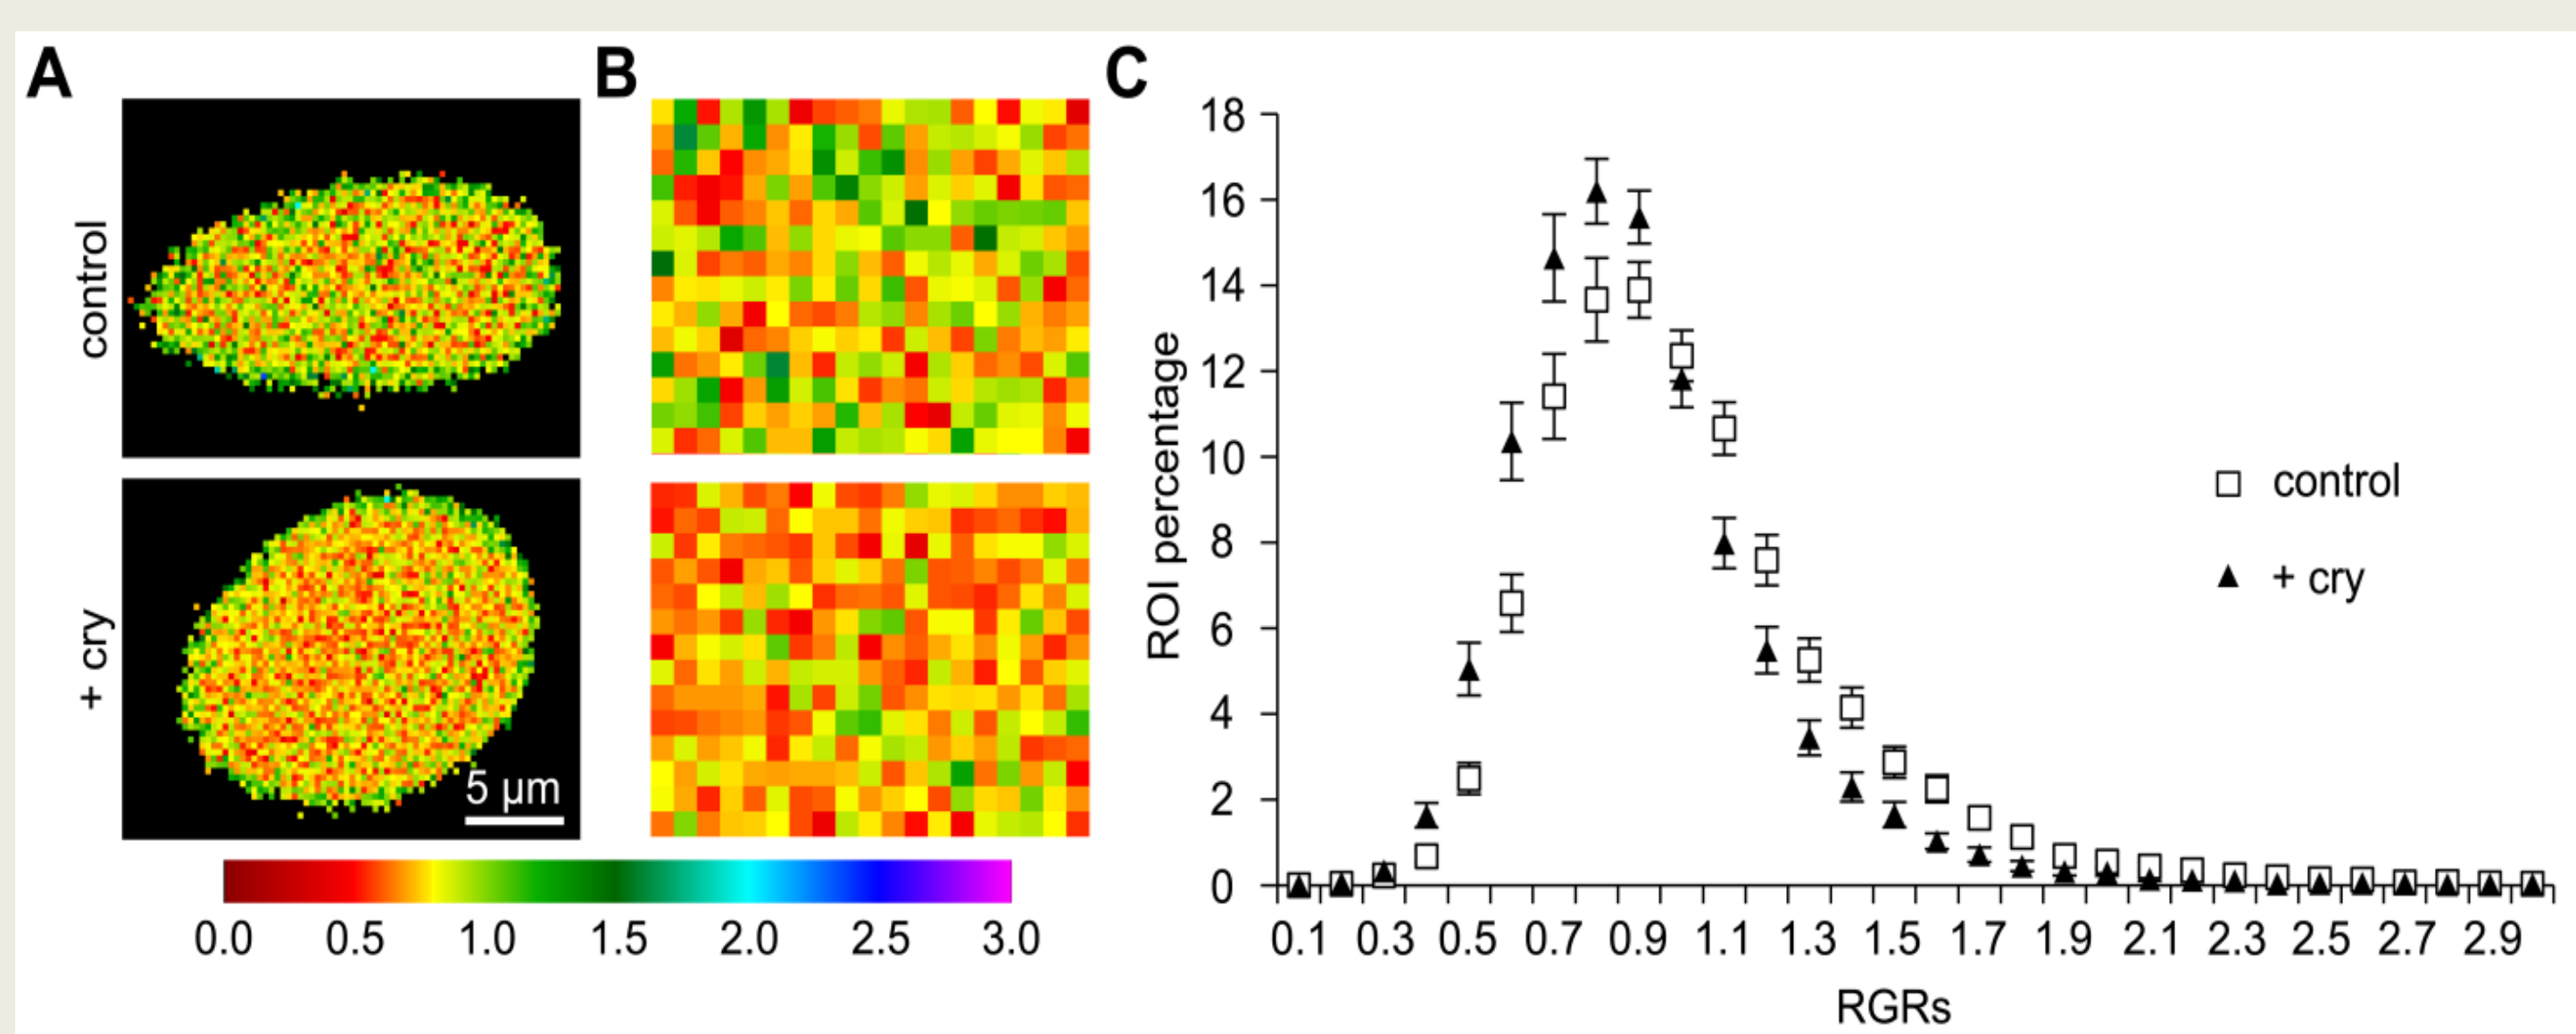 A
B
C
control
+ cry
5 μm
0.0 0.5 1.0 1.5 2.0 2.5 3.0
ROI percentage
18
16
14
12
10
8
6
4
2
0
control
+ cry
0.1 0.3 0.5 0.7 0.9 1.1 1.3 1.5 1.7 1.9 2.1 2.3 2.5 2.7 2.9
RGRs